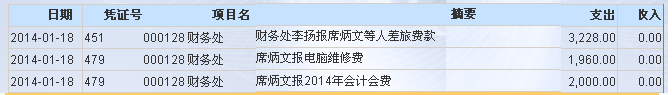 日期 凭证号 项目名 摘要 支出 收入
2014-01-18 451 000128 财务处 财务处李扬报席炳文等人差旅费款 3,228.00 0.00
2014-01-18 479 000128 财务处 席炳文报电脑维修费 1,960.00 0.00
2014-01-18 479 000128 财务处 席炳文报2014年会计会费 2,000.00 0.00